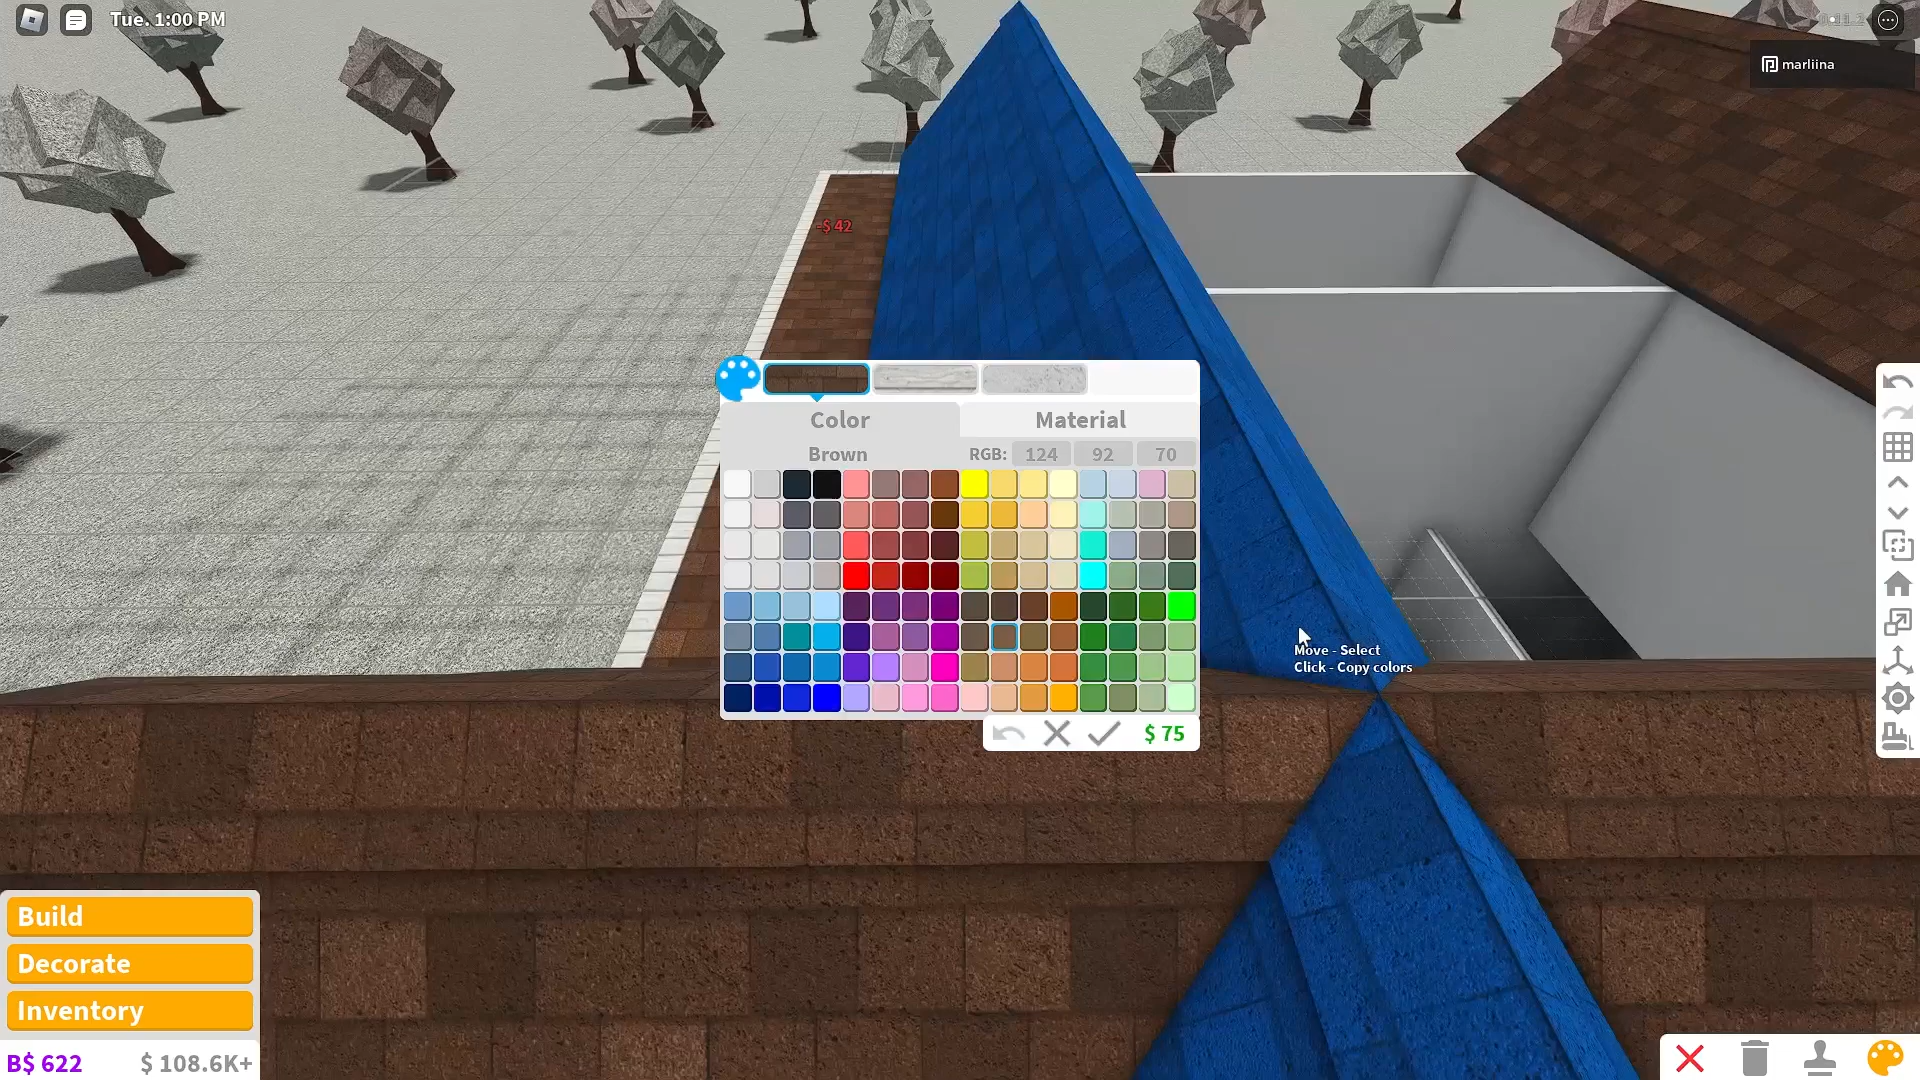 Tue. 1:00 PM
marliina
-$ 42
Color
Material
Brown
RGB: 124 92 70
Move - Select
Click - Copy colors
$ 75
Build
Decorate
Inventory
B$ 622
$ 108.6K+